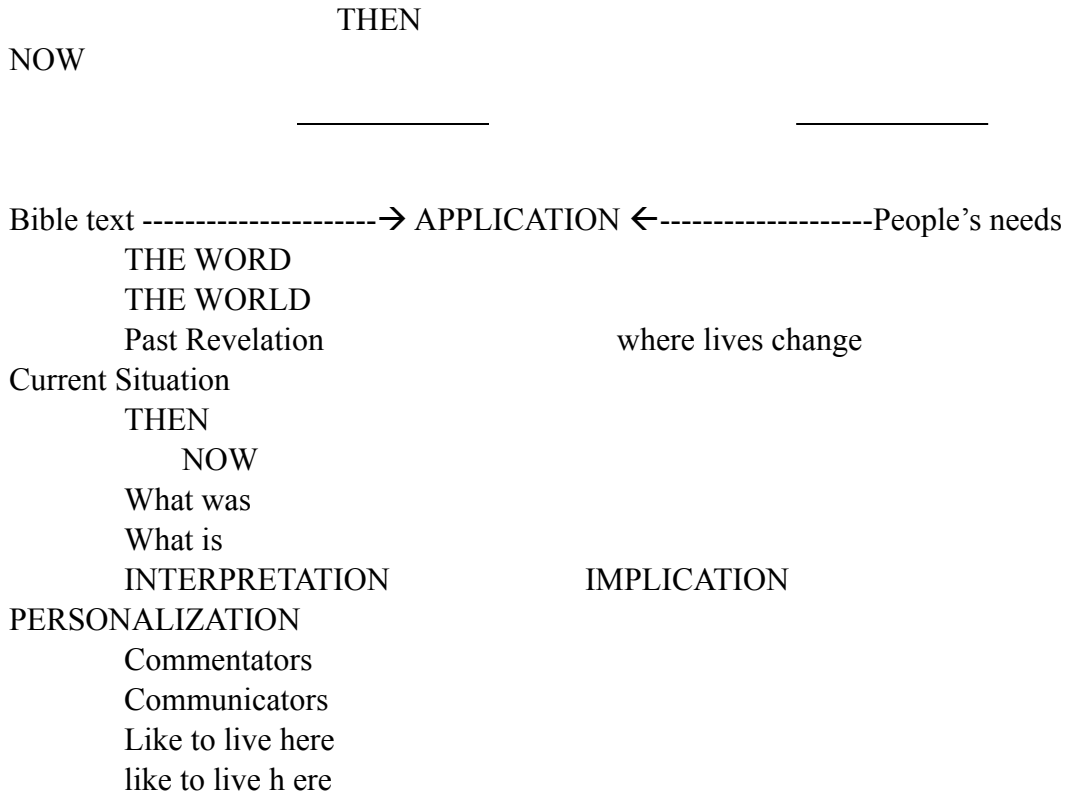 THEN
NOW
Bible text ----------------------→ APPLICATION ←--------------------People’s needs
THE WORD
THE WORLD
Past Revelation where lives change
Current Situation
THEN
NOW
What was
What is
INTERPRETATION IMPLICATION
PERSONALIZATION
Commentators
Communicators
Like to live here
like to live h ere